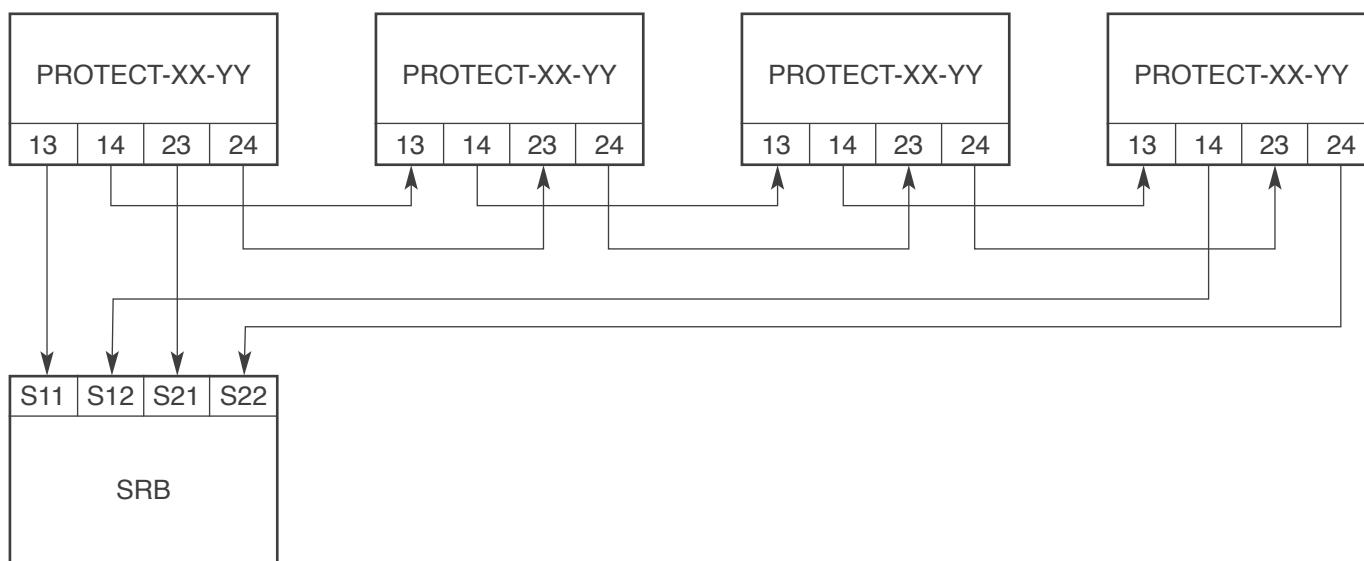 PROTECT-XX-YY PROTECT-XX-YY PROTECT-XX-YY PROTECT-XX-YY
13 14 23 24 13 14 23 24 13 14 23 24 13 14 23 24
S11 S12 S21 S22
SRB